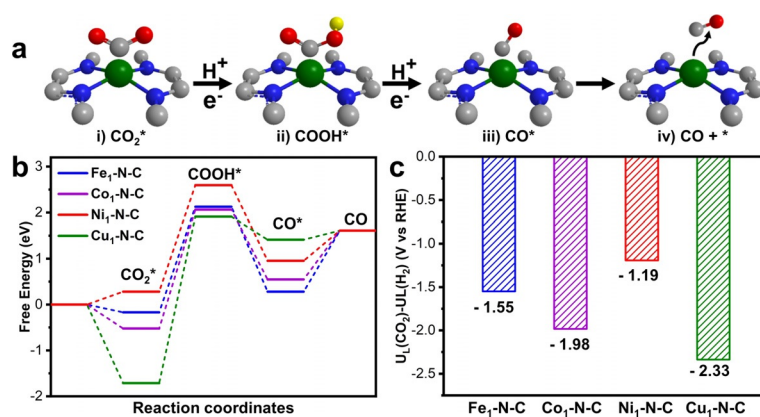 a
H⁺
e⁻
H⁺
e⁻
i) CO₂*
ii) COOH*
iii) CO*
iv) CO + *
b
Free Energy (eV)
3
2
1
0
-1
-2
Fe₁-N-C
Co₁-N-C
Ni₁-N-C
Cu₁-N-C
CO₂*
COOH*
CO*
CO
Reaction coordinates
c
U_L(CO₂)-UL(H₂) (V vs RHE)
0.0
-0.5
-1.0
-1.5
-2.0
-2.5
- 1.55
- 1.98
- 1.19
- 2.33
Fe₁-N-C Co₁-N-C Ni₁-N-C Cu₁-N-C